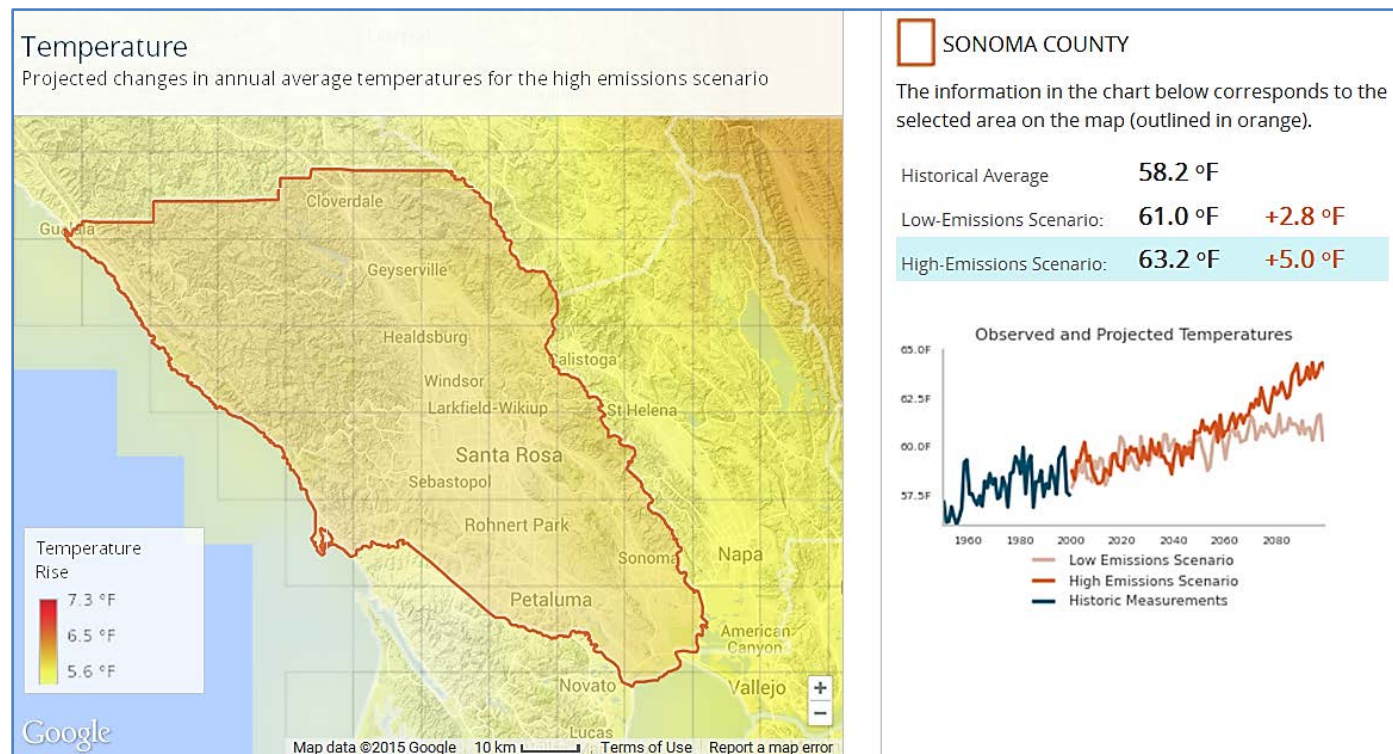 Temperature
Projected changes in annual average temperatures for the high emissions scenario
Cloverdale
Gualala
Geyserville
Healdsburg
Calistoga
Windsor
Larkfield-Wikiup
St Helena
Santa Rosa
Sebastopol
Rohnert Park
Sonoma
Napa
Petaluma
American
Canyon
Novato
Vallejo
Lucas
Temperature
Rise
7.3 °F
6.5 °F
5.6 °F
+
−
Google
Map data ©2015 Google 10 km Terms of Use Report a map error
SONOMA COUNTY
The information in the chart below corresponds to the
selected area on the map (outlined in orange).
Historical Average 58.2 °F
Low-Emissions Scenario: 61.0 °F +2.8 °F
High-Emissions Scenario: 63.2 °F +5.0 °F
Observed and Projected Temperatures
65.0F
62.5F
60.0F
57.5F
1960 1980 2000 2020 2040 2060 2080
Low Emissions Scenario
High Emissions Scenario
Historic Measurements